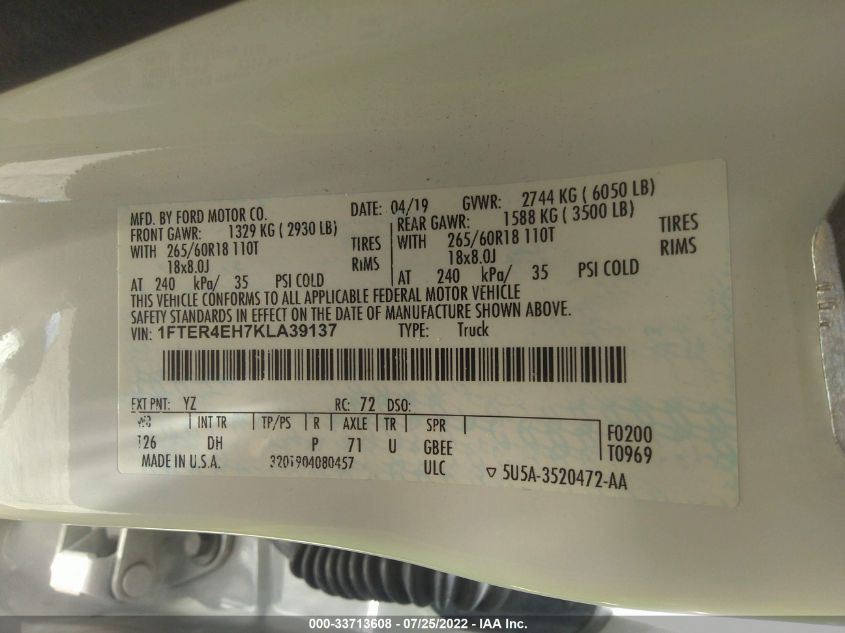 MFD. BY FORD MOTOR CO. DATE: 04/19 GVWR: 2744 KG ( 6050 LB)
FRONT GAWR: 1329 KG ( 2930 LB) REAR GAWR: 1588 KG ( 3500 LB)
WITH 265/60R18 110T TIRES WITH 265/60R18 110T TIRES
18x8.0J RIMS 18x8.0J RIMS
AT 240 kPa/ 35 PSI COLD AT 240 kPa/ 35 PSI COLD
THIS VEHICLE CONFORMS TO ALL APPLICABLE FEDERAL MOTOR VEHICLE
SAFETY STANDARDS IN EFFECT ON THE DATE OF MANUFACTURE SHOWN ABOVE.
VIN: 1FTER4EH7KLA39137 TYPE: Truck
EXT PNT: YZ RC: 72 DSO:
WB INT TR TP/PS R AXLE TR SPR
126 DH P 71 U GBEE F0200
MADE IN U.S.A. 3201904080457 ULC T0969
▽ 5U5A-3520472-AA
000-33713608 - 07/25/2022 - IAA Inc.